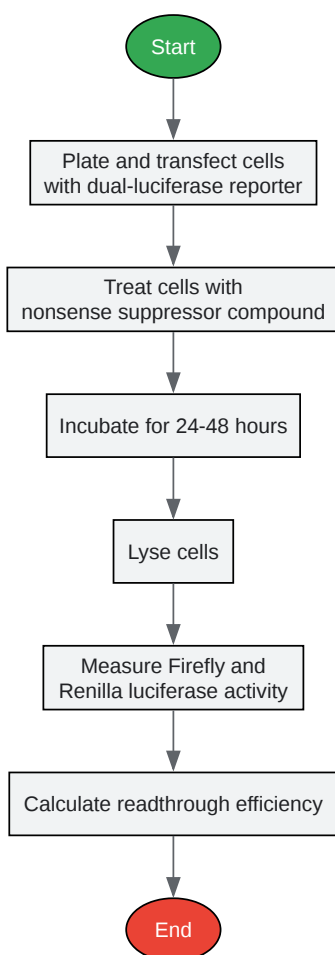 Start
Plate and transfect cells
with dual-luciferase reporter
Treat cells with
nonsense suppressor compound
Incubate for 24-48 hours
Lyse cells
Measure Firefly and
Renilla luciferase activity
Calculate readthrough efficiency
End